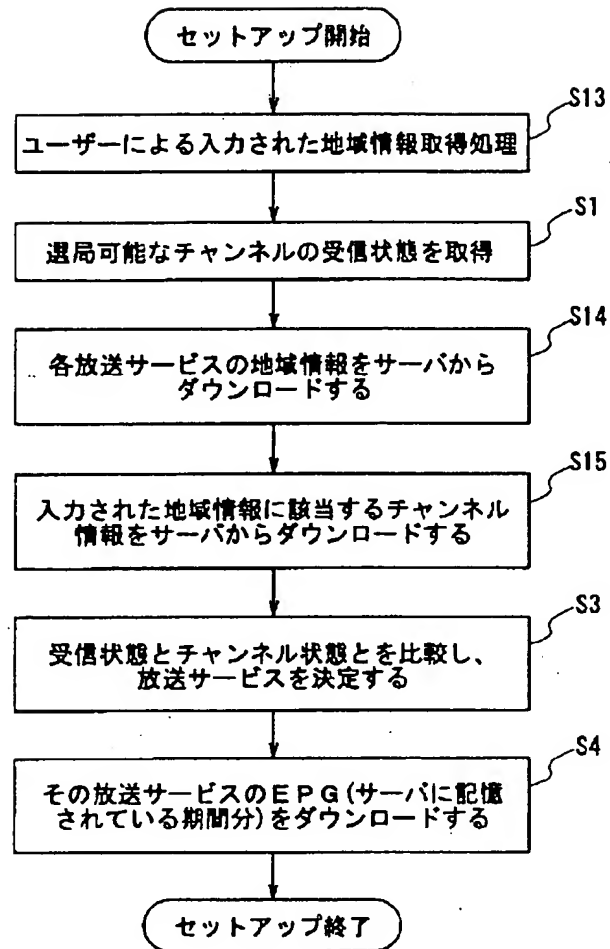 セットアップ開始
S13
ユーザーによる入力された地域情報取得処理
S1
選局可能なチャンネルの受信状態を取得
S14
各放送サービスの地域情報をサーバから
ダウンロードする
S15
入力された地域情報に該当するチャンネル
情報をサーバからダウンロードする
S3
受信状態とチャンネル状態とを比較し、
放送サービスを決定する
S4
その放送サービスのEPG(サーバに記憶
されている期間分)をダウンロードする
セットアップ終了